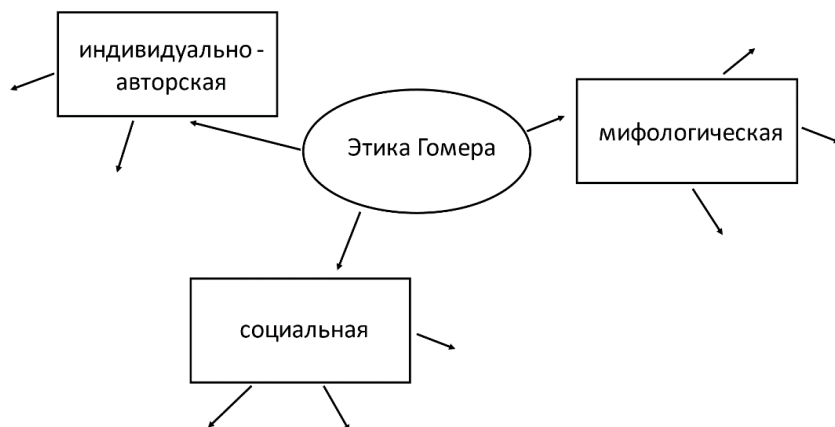 индивидуально -
авторская
Этика Гомера
мифологическая
социальная